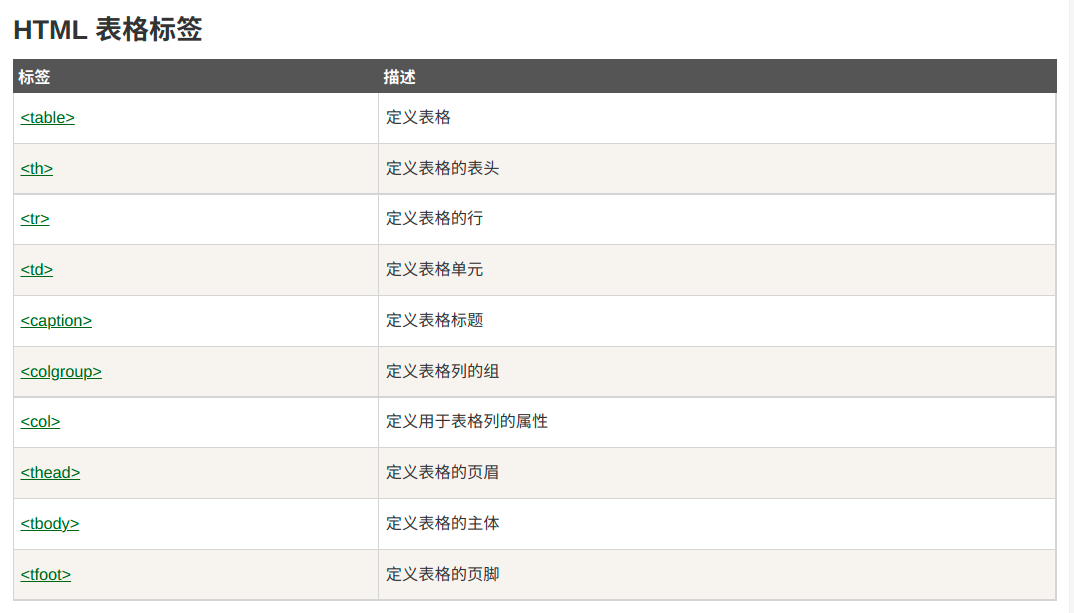 HTML 表格标签
标签 描述
<table> 定义表格
<th> 定义表格的表头
<tr> 定义表格的行
<td> 定义表格单元
<caption> 定义表格标题
<colgroup> 定义表格列的组
<col> 定义用于表格列的属性
<thead> 定义表格的页眉
<tbody> 定义表格的主体
<tfoot> 定义表格的页脚